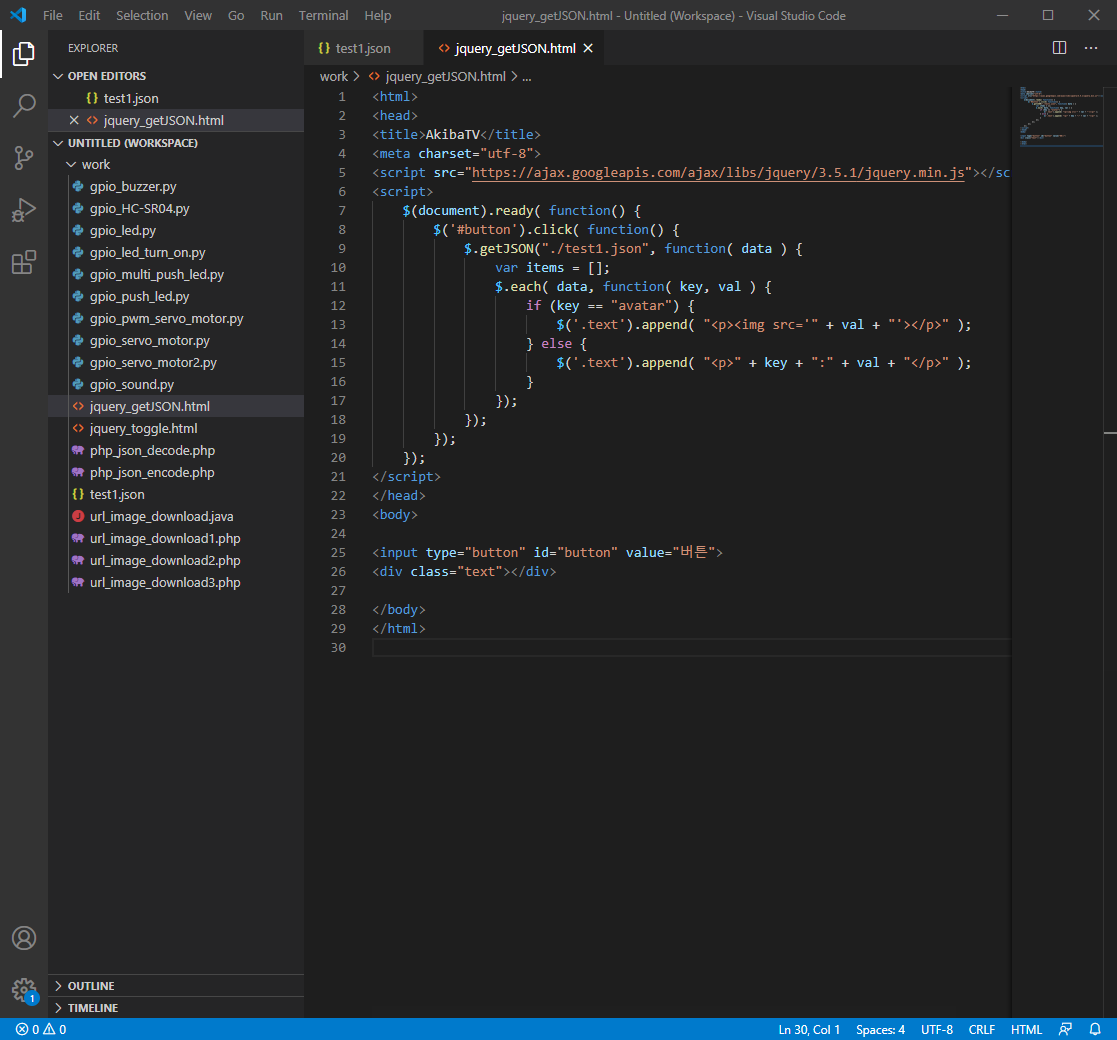 File Edit Selection View Go Run Terminal Help jquery_getJSON.html - Untitled (Workspace) - Visual Studio Code
EXPLORER
OPEN EDITORS
{} test1.json
jquery_getJSON.html
UNTITLED (WORKSPACE)
work
gpio_buzzer.py
gpio_HC-SR04.py
gpio_led.py
gpio_led_turn_on.py
gpio_multi_push_led.py
gpio_push_led.py
gpio_pwm_servo_motor.py
gpio_servo_motor.py
gpio_servo_motor2.py
gpio_sound.py
jquery_getJSON.html
jquery_toggle.html
php_json_decode.php
php_json_encode.php
{} test1.json
url_image_download.java
url_image_download1.php
url_image_download2.php
url_image_download3.php
OUTLINE
TIMELINE
1
{} test1.json <> jquery_getJSON.html
work > <> jquery_getJSON.html > ...
1 <html>
2 <head>
3 <title>AkibaTV</title>
4 <meta charset="utf-8">
5 <script src="https://ajax.googleapis.com/ajax/libs/jquery/3.5.1/jquery.min.js"></sc
6 <script>
7 $(document).ready( function() {
8 $('#button').click( function() {
9 $.getJSON("./test1.json", function( data ) {
10 var items = [];
11 $.each( data, function( key, val ) {
12 if (key == "avatar") {
13 $('.text').append( "<p><img src='" + val + "'></p>" );
14 } else {
15 $('.text').append( "<p>" + key + ":" + val + "</p>" );
16 }
17 });
18 });
19 });
20 });
21 </script>
22 </head>
23 <body>
24
25 <input type="button" id="button" value="버튼">
26 <div class="text"></div>
27
28 </body>
29 </html>
30
0 0 Ln 30, Col 1 Spaces: 4 UTF-8 CRLF HTML